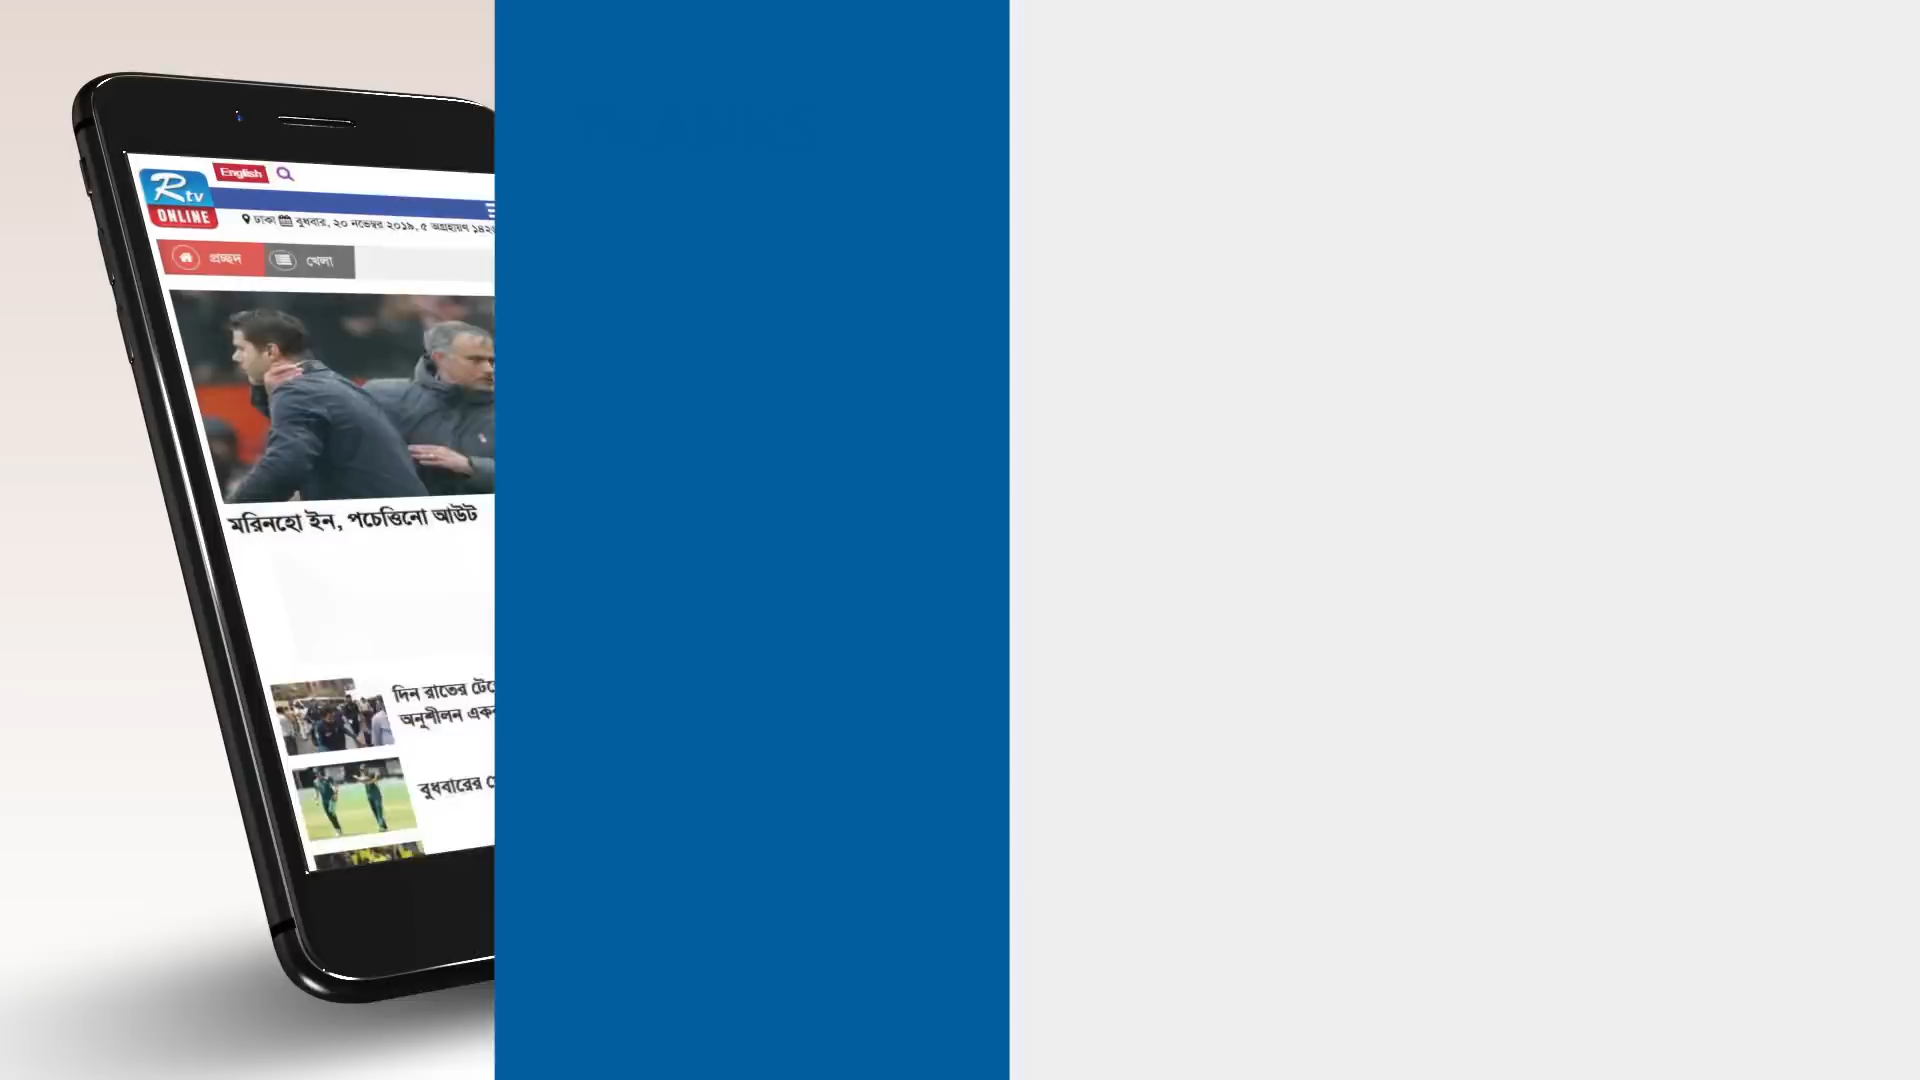 English
Rtv
ONLINE
ঢাকা বুধবার, ২০ নভেম্বর ২০১৯, ৫ অগ্রহায়ণ
প্রচ্ছদ খেলা
মরিনহো ইন, পচেত্তিনো আউট
দিন রাতের
অনুশীলন
বুধবারের